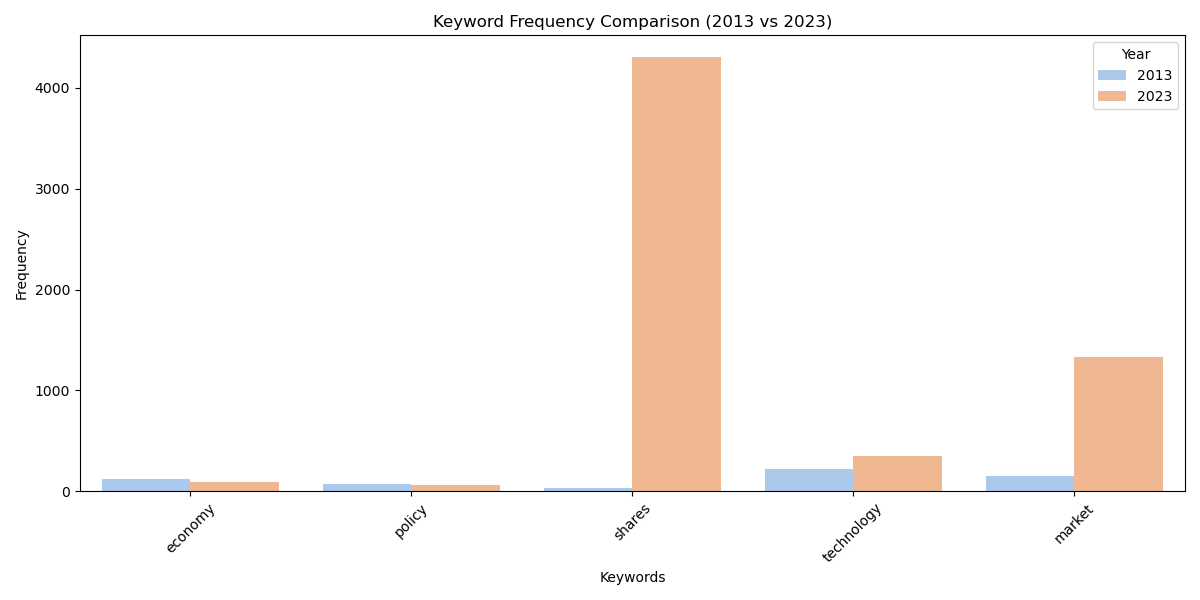 Keyword Frequency Comparison (2013 vs 2023)
Year
2013
2023
Frequency
4000
3000
2000
1000
0
economy
policy
shares
technology
market
Keywords